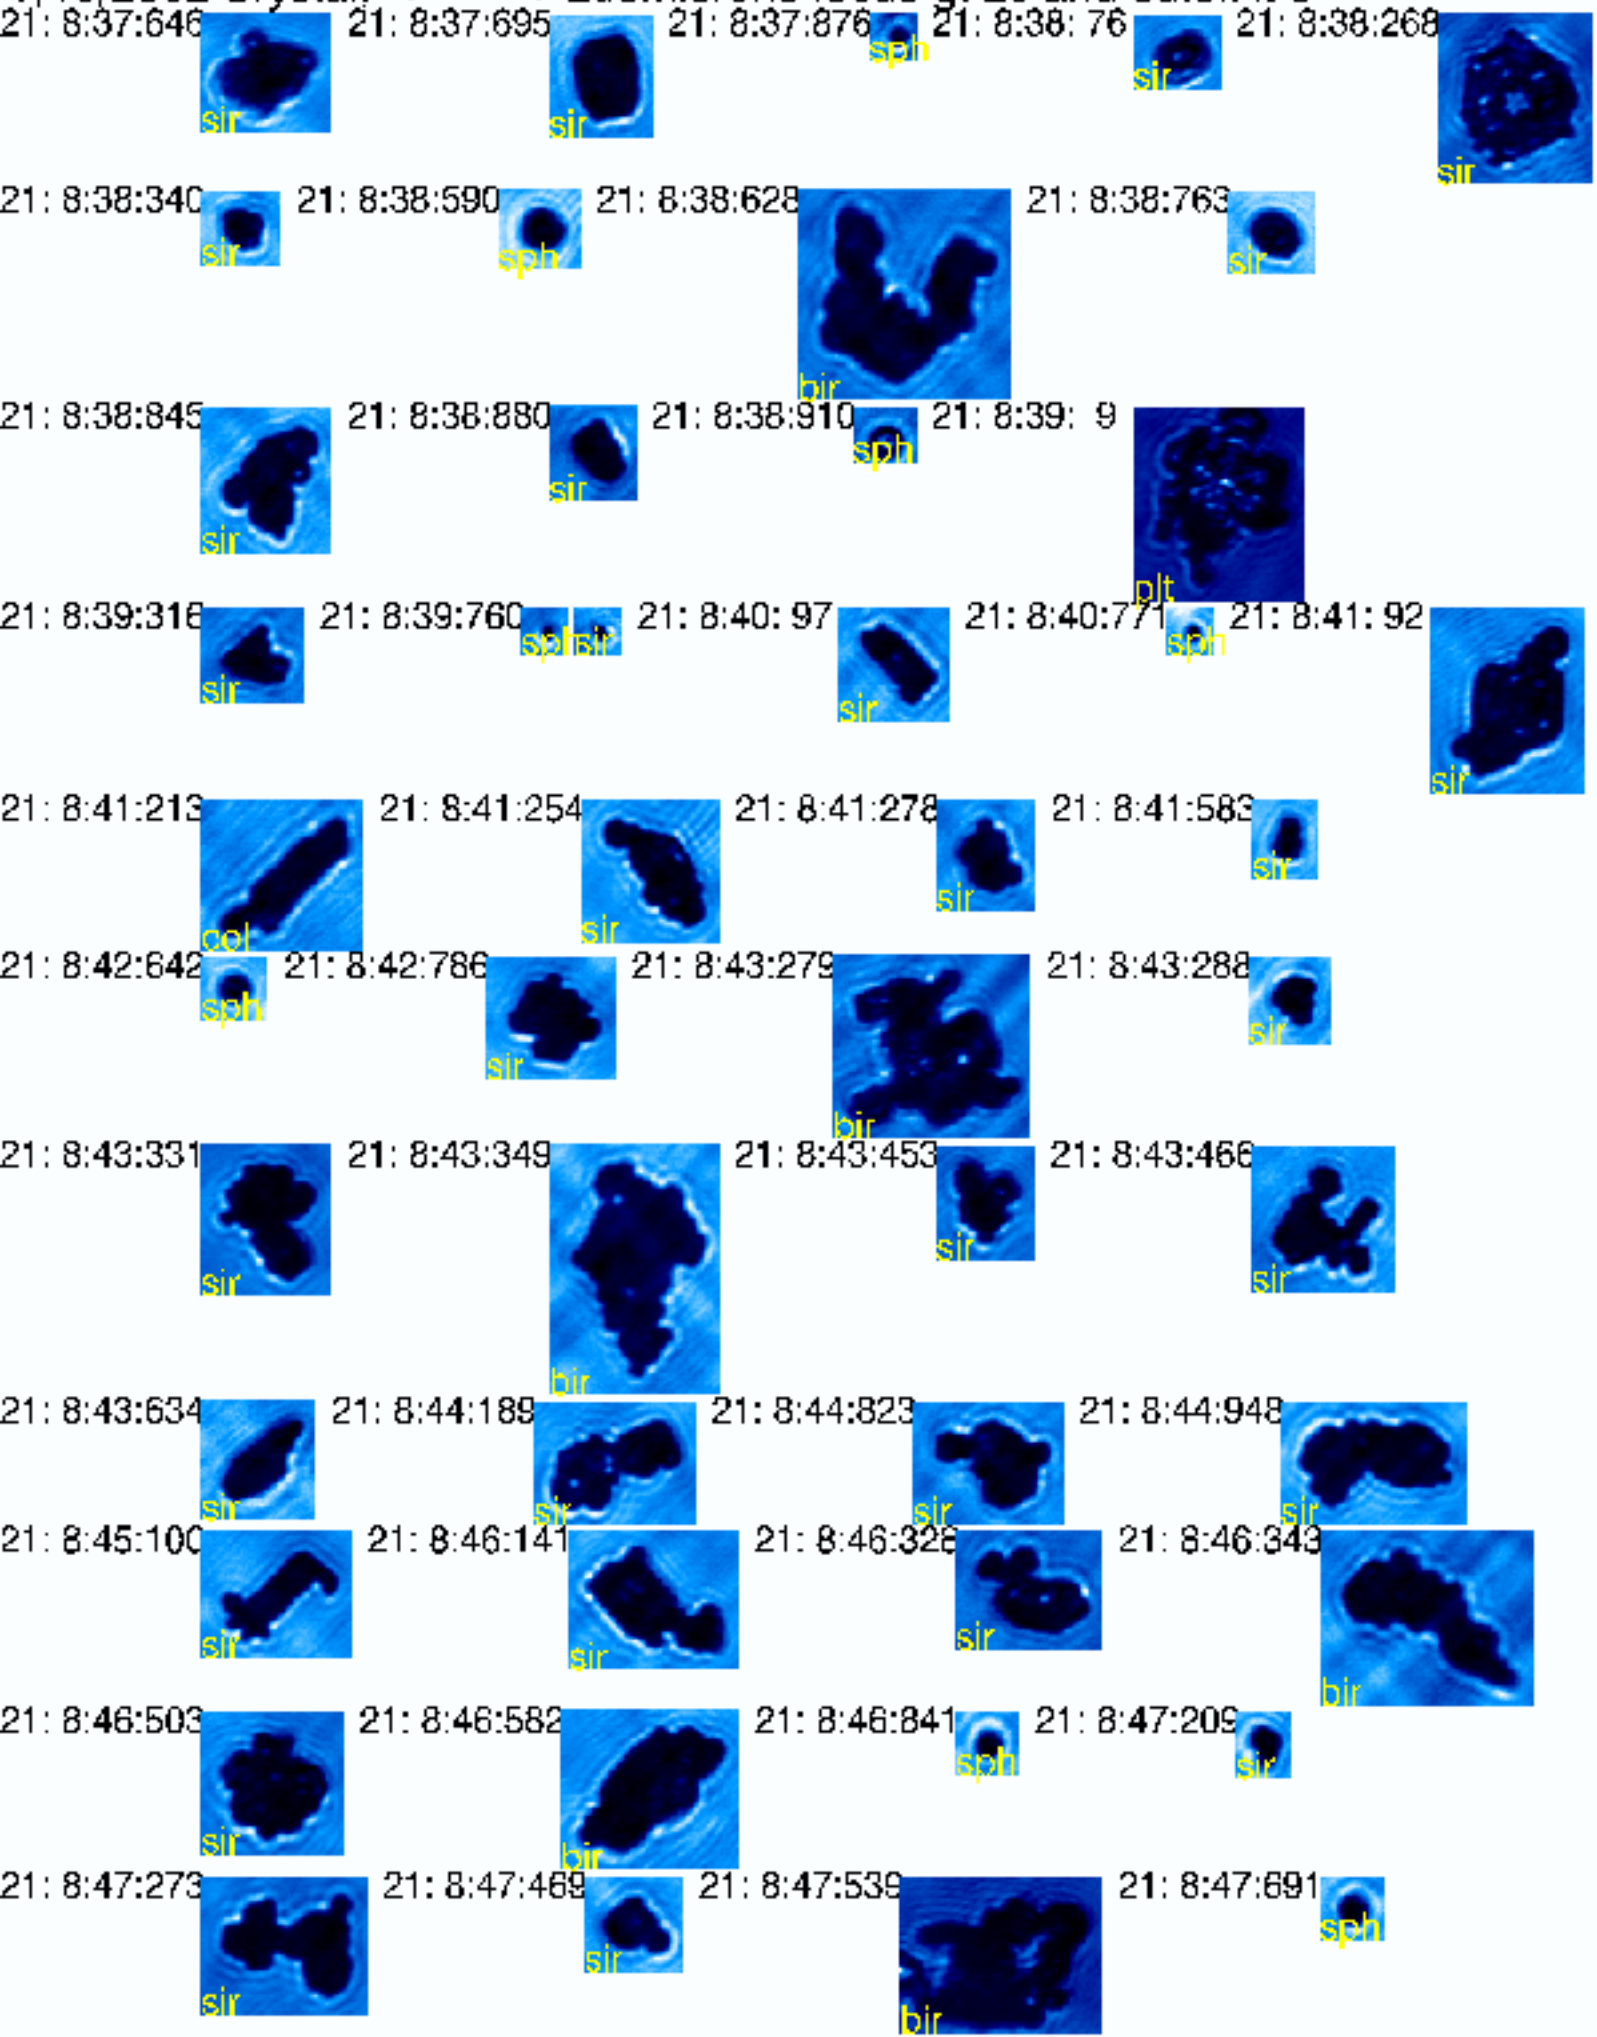 21: 8:37:646 21: 8:37:695 21: 8:37:876 21: 8:38: 76 21: 8:38:268
sir sir sph sir sir
21: 8:38:340 21: 8:38:590 21: 8:38:628 21: 8:38:763
sir sph bir sir
21: 8:38:845 21: 8:38:880 21: 8:38:910 21: 8:39: 9
sir sir sph plt
21: 8:39:316 21: 8:39:760 21: 8:40: 97 21: 8:40:771 21: 8:41: 92
sir sph sir sir sph sir
21: 8:41:213 21: 8:41:254 21: 8:41:278 21: 8:41:583
col sir sir sir
21: 8:42:642 21: 8:42:786 21: 8:43:279 21: 8:43:288
sph sir bir sir
21: 8:43:331 21: 8:43:349 21: 8:43:453 21: 8:43:466
sir bir sir sir
21: 8:43:634 21: 8:44:189 21: 8:44:823 21: 8:44:948
sir sir sir sir
21: 8:45:100 21: 8:46:141 21: 8:46:328 21: 8:46:343
sir sir sir bir
21: 8:46:503 21: 8:46:582 21: 8:46:841 21: 8:47:209
sir bir sph sir
21: 8:47:273 21: 8:47:469 21: 8:47:539 21: 8:47:691
sir sir bir sph